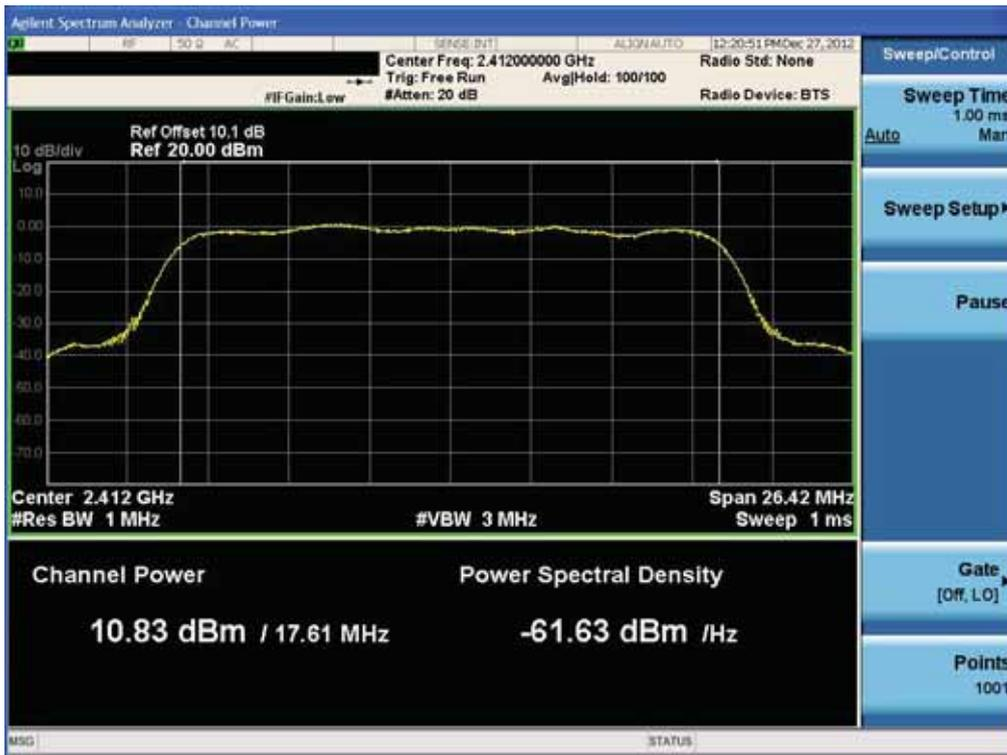 Agilent Spectrum Analyzer - Channel Power
RF 50 Ω AC SENSE:INT ALIGNAUTO 12:20:51 PM Dec 27, 2012
Center Freq: 2.412000000 GHz Radio Std: None
Trig: Free Run Avg|Hold: 100/100
#IFGain:Low #Atten: 20 dB Radio Device: BTS
Ref Offset 10.1 dB
10 dB/div Ref 20.00 dBm
Log
10.0
0.00
-10.0
-20.0
-30.0
-40.0
-50.0
-60.0
-70.0
Center 2.412 GHz Span 26.42 MHz
#Res BW 1 MHz #VBW 3 MHz Sweep 1 ms
Channel Power Power Spectral Density
10.83 dBm / 17.61 MHz -61.63 dBm /Hz
MSG STATUS
Sweep/Control
Sweep Time
1.00 ms
Auto Man
Sweep Setup
Pause
Gate
[Off, LO]
Points
1001